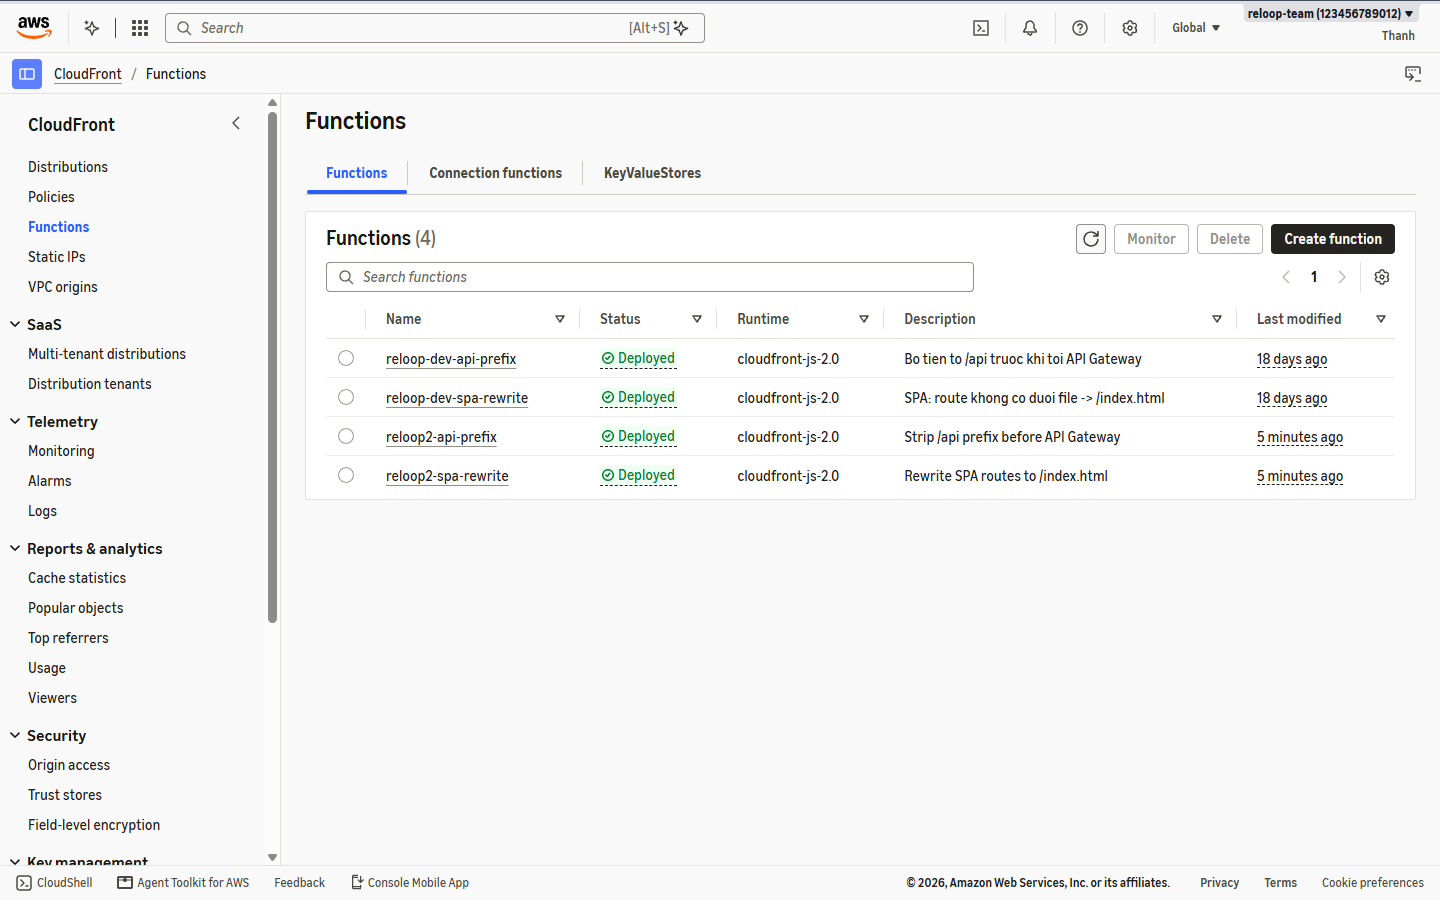 aws
Search
[Alt+S]
Global
reloop-team (123456789012)
Thanh
CloudFront / Functions
CloudFront
Distributions
Policies
Functions
Static IPs
VPC origins
SaaS
Multi-tenant distributions
Distribution tenants
Telemetry
Monitoring
Alarms
Logs
Reports & analytics
Cache statistics
Popular objects
Top referrers
Usage
Viewers
Security
Origin access
Trust stores
Field-level encryption
Key management
Functions
Functions
Connection functions
KeyValueStores
Functions (4)
Monitor
Delete
Create function
Search functions
1
Name Status Runtime Description Last modified
reloop-dev-api-prefix Deployed cloudfront-js-2.0 Bo tien to /api truoc khi toi API Gateway 18 days ago
reloop-dev-spa-rewrite Deployed cloudfront-js-2.0 SPA: route khong co duoi file -> /index.html 18 days ago
reloop2-api-prefix Deployed cloudfront-js-2.0 Strip /api prefix before API Gateway 5 minutes ago
reloop2-spa-rewrite Deployed cloudfront-js-2.0 Rewrite SPA routes to /index.html 5 minutes ago
CloudShell
Agent Toolkit for AWS
Feedback
Console Mobile App
© 2026, Amazon Web Services, Inc. or its affiliates.
Privacy
Terms
Cookie preferences